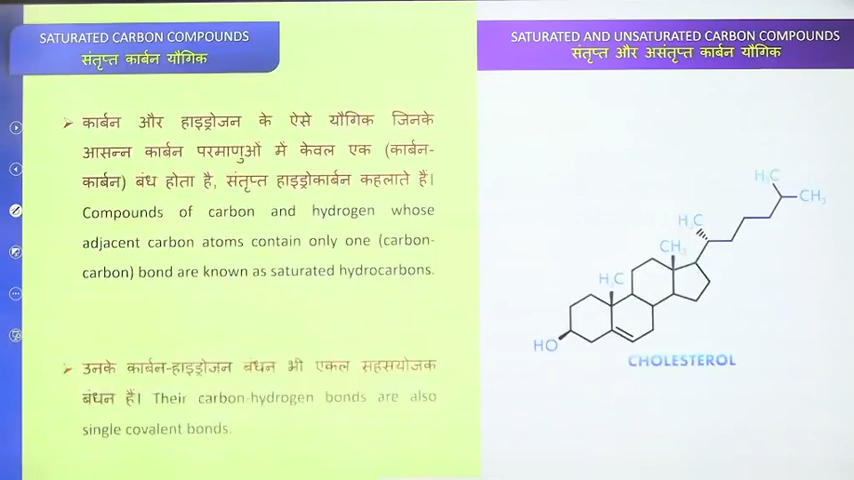 SATURATED CARBON COMPOUNDS
संतृप्त कार्बन यौगिक
कार्बन और हाइड्रोजन के ऐसे यौगिक जिनके
आसन्न कार्बन परमाणुओं में केवल एक (कार्बन-
कार्बन) बंध होता है, संतृप्त हाइड्रोकार्बन कहलाते हैं।
Compounds of carbon and hydrogen whose
adjacent carbon atoms contain only one (carbon-
carbon) bond are known as saturated hydrocarbons.
उनके कार्बन-हाइड्रोजन बंधन भी एकल सहसयोजक
बंधन हैं। Their carbon-hydrogen bonds are also
single covalent bonds.
SATURATED AND UNSATURATED CARBON COMPOUNDS
संतृप्त और असंतृप्त कार्बन यौगिक
H₃C
CH₃
H₃C
CH₃
H₃C
HO
CHOLESTEROL